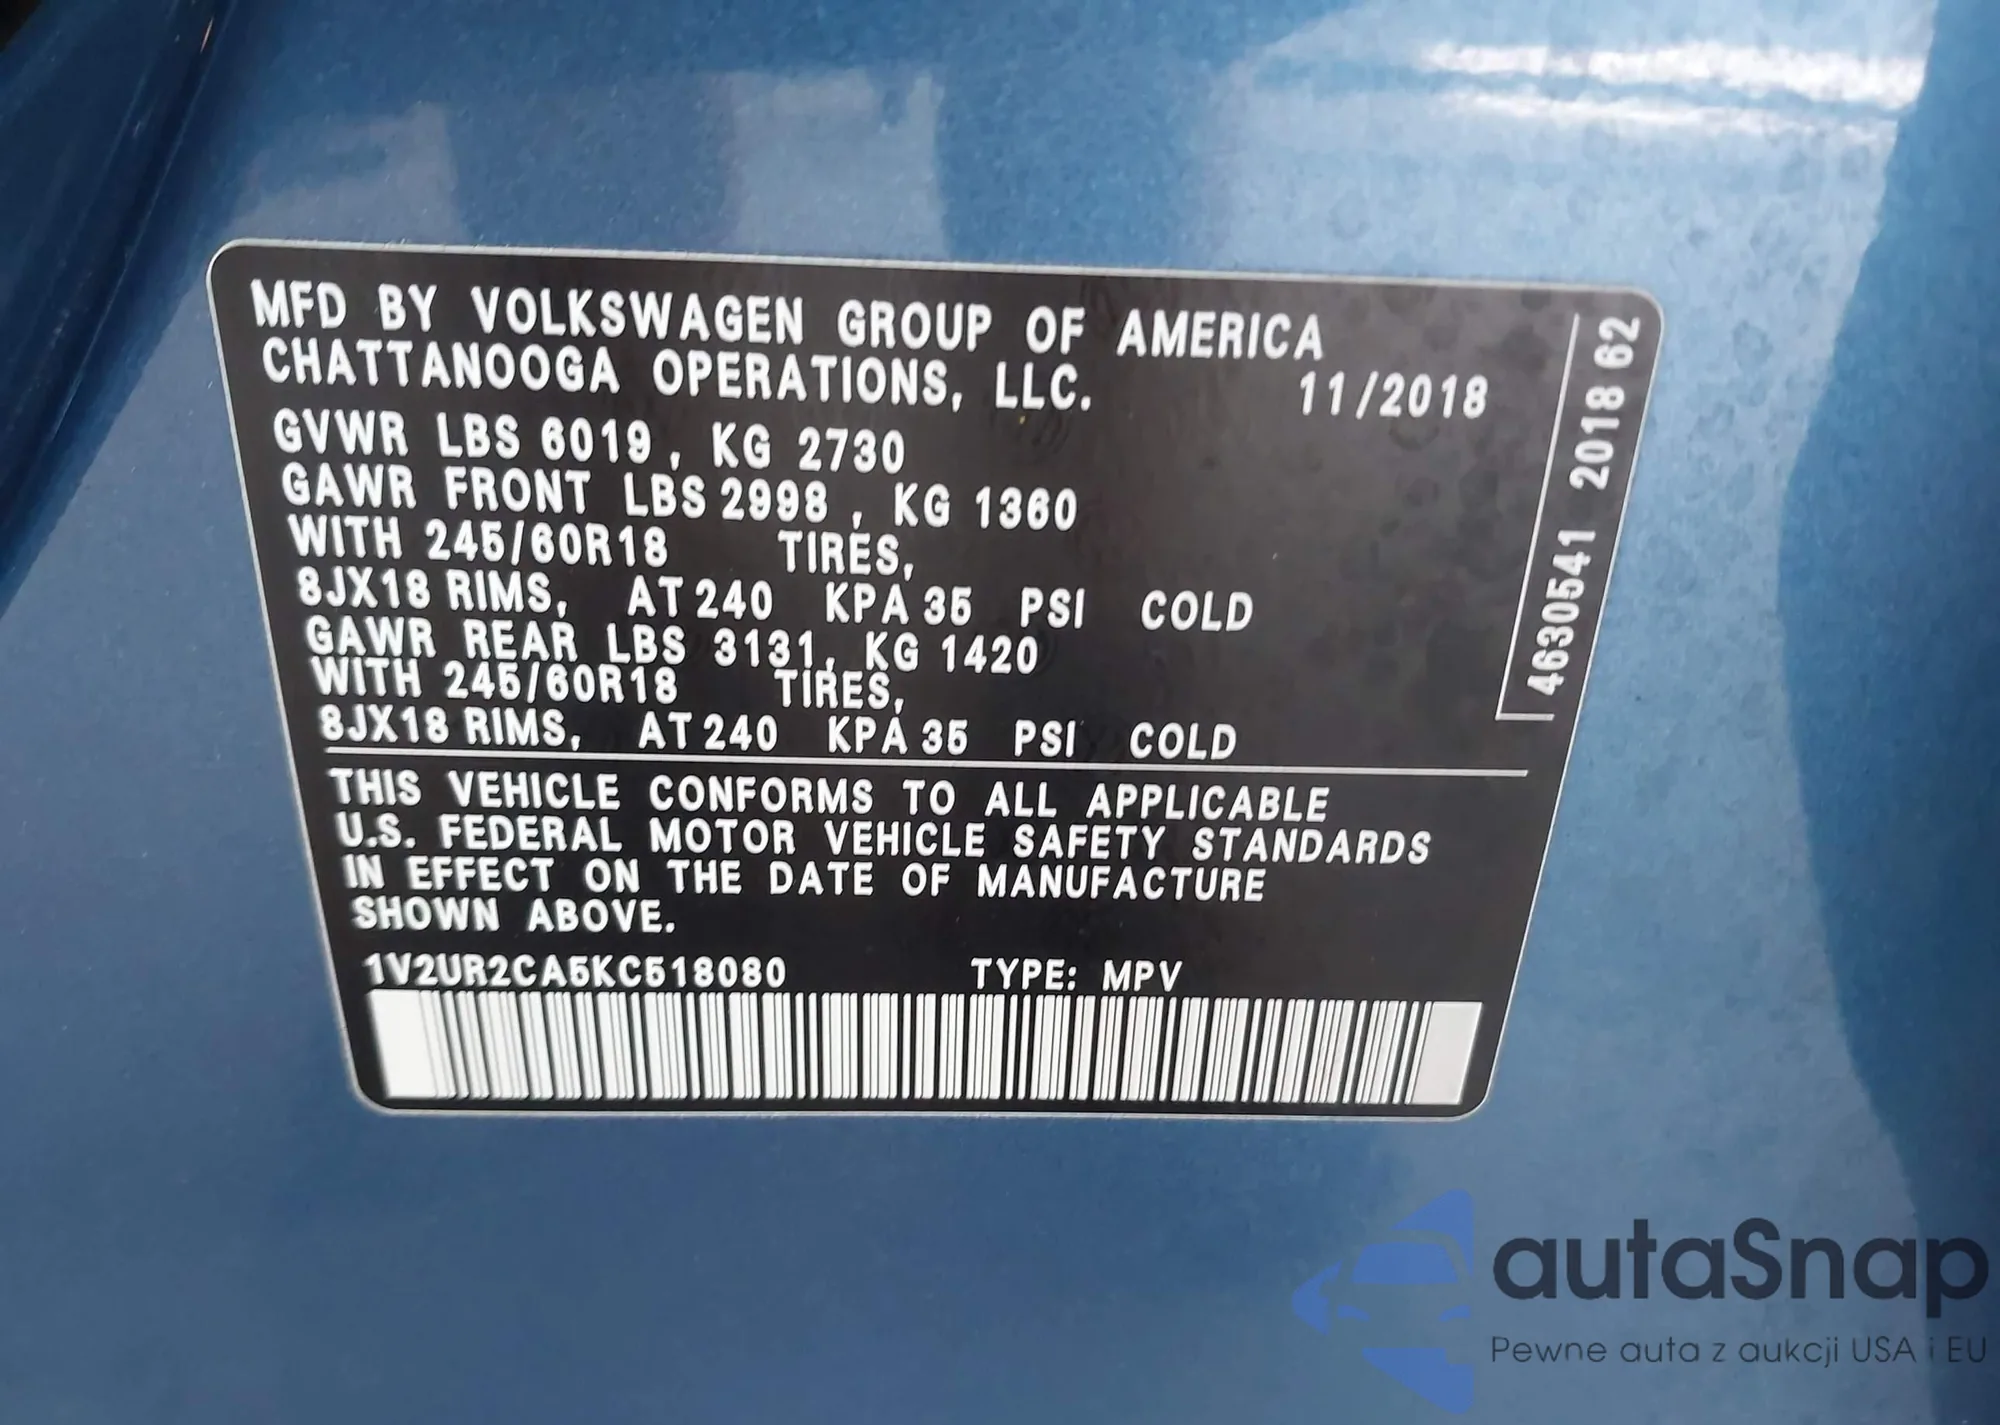 MFD BY VOLKSWAGEN GROUP OF AMERICA
CHATTANOOGA OPERATIONS, LLC.
11/2018
GVWR LBS 6019, KG 2730
GAWR FRONT LBS 2998, KG 1360
WITH 245/60R18 TIRES,
8JX18 RIMS, AT 240 KPA 35 PSI COLD
GAWR REAR LBS 3131, KG 1420
WITH 245/60R18 TIRES,
8JX18 RIMS, AT 240 KPA 35 PSI COLD
THIS VEHICLE CONFORMS TO ALL APPLICABLE
U.S. FEDERAL MOTOR VEHICLE SAFETY STANDARDS
IN EFFECT ON THE DATE OF MANUFACTURE
SHOWN ABOVE.
1V2UR2CA5KC518080 TYPE: MPV
4630541 2018 62
autaSnap
Pewne auta z aukcji USA i EU